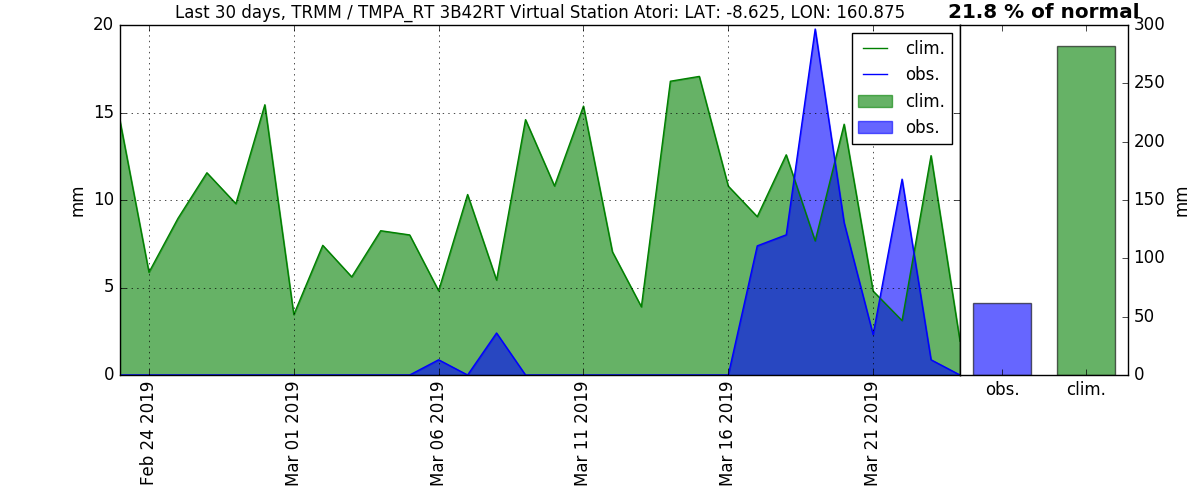 Last 30 days, TRMM / TMPA_RT 3B42RT Virtual Station Atori: LAT: -8.625, LON: 160.875
21.8 % of normal
20
15
10
5
0
mm
clim.
obs.
clim.
obs.
300
250
200
150
100
50
0
mm
Feb 24 2019
Mar 01 2019
Mar 06 2019
Mar 11 2019
Mar 16 2019
Mar 21 2019
obs.
clim.